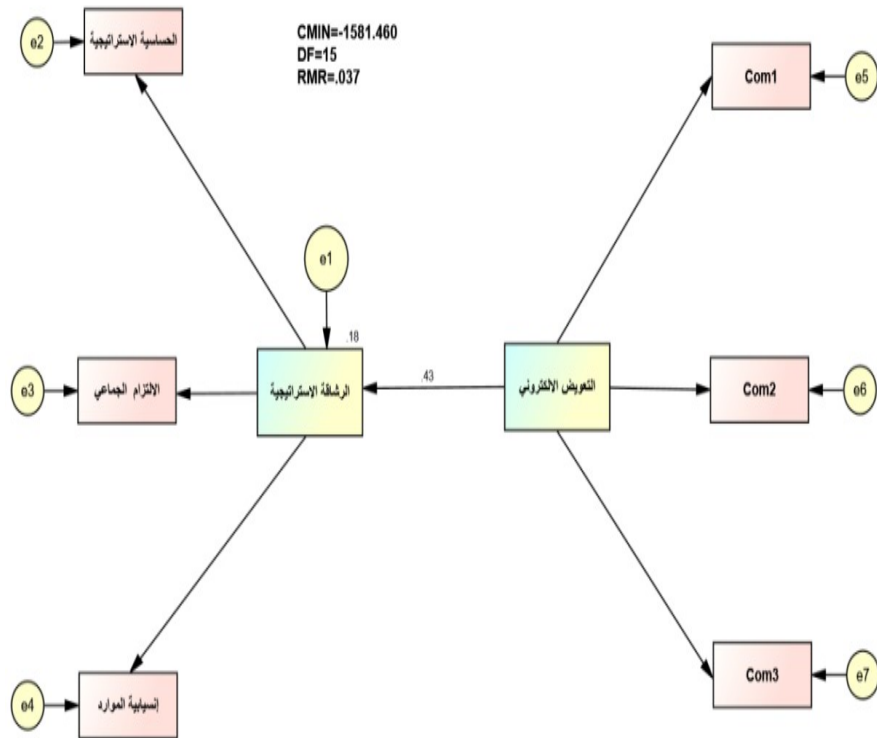 e2
الحساسية الاستراتيجية
CMIN=-1581.460
DF=15
RMR=.037
Com1
e5
e1
.18
e3
الالتزام الجماعي
الرشاقة الاستراتيجية
.43
التعويض الالكتروني
Com2
e6
e4
إنسيابية الموارد
Com3
e7